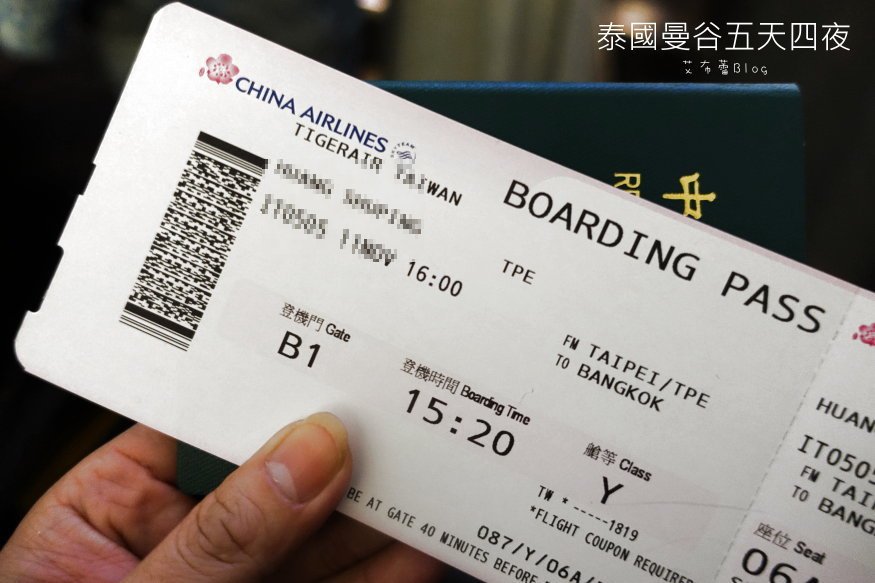 泰國曼谷五天四夜
艾布蕾Blog
CHINA AIRLINES
TIGERAIR TAIWAN
BOARDING PASS
16:00
TPE
登機門 Gate
B1
登機時間 Boarding Time
15:20
FM TAIPEI/TPE
TO BANGKOK
艙等 Class
Y
TW *-----1819
*FLIGHT COUPON REQUIRED
087/Y/06A/
BE AT GATE 40 MINUTES BEFORE
HUAN
IT0505
FM TAI
TO BANG
座位 Seat
06
中